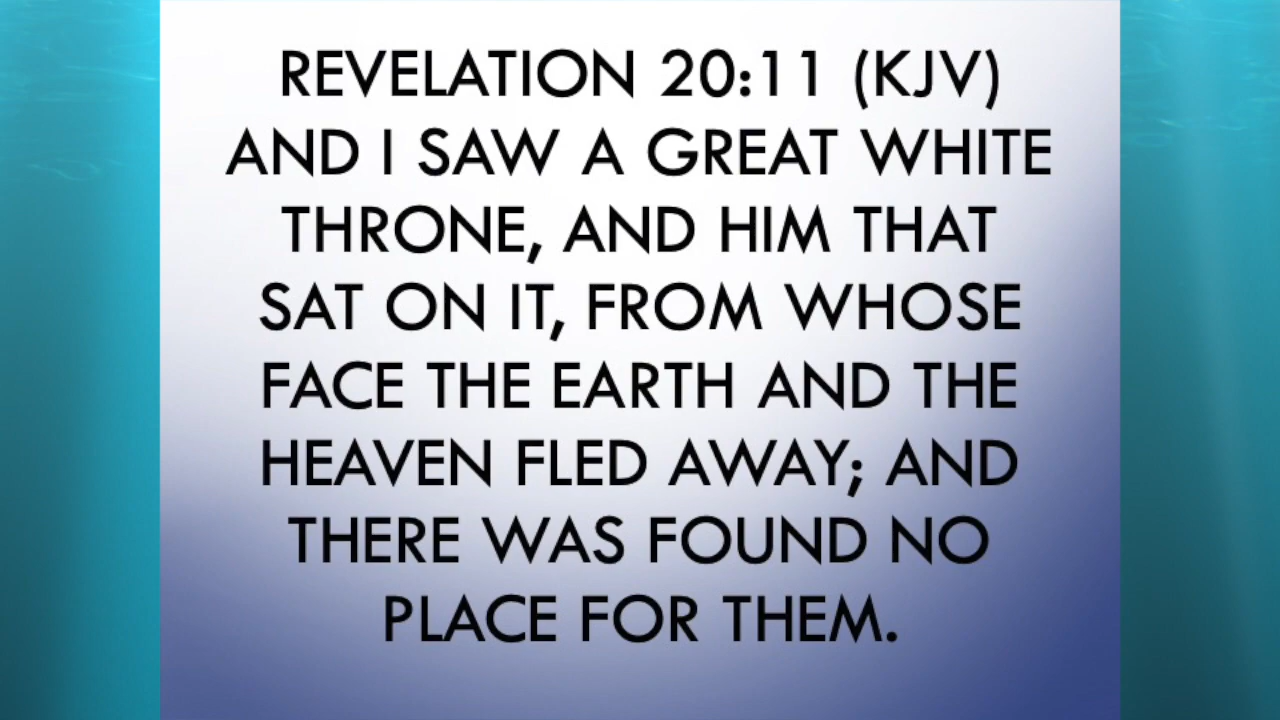 REVELATION 20:11 (KJV)
AND I SAW A GREAT WHITE
THRONE, AND HIM THAT
SAT ON IT, FROM WHOSE
FACE THE EARTH AND THE
HEAVEN FLED AWAY; AND
THERE WAS FOUND NO
PLACE FOR THEM.